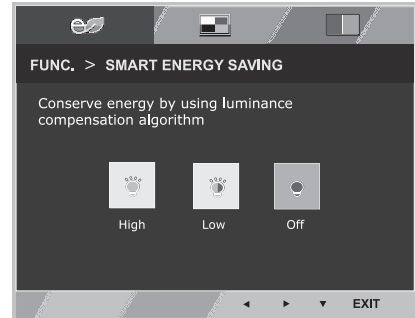 FUNC. > SMART ENERGY SAVING
Conserve energy by using luminance
compensation algorithm
High Low Off
EXIT